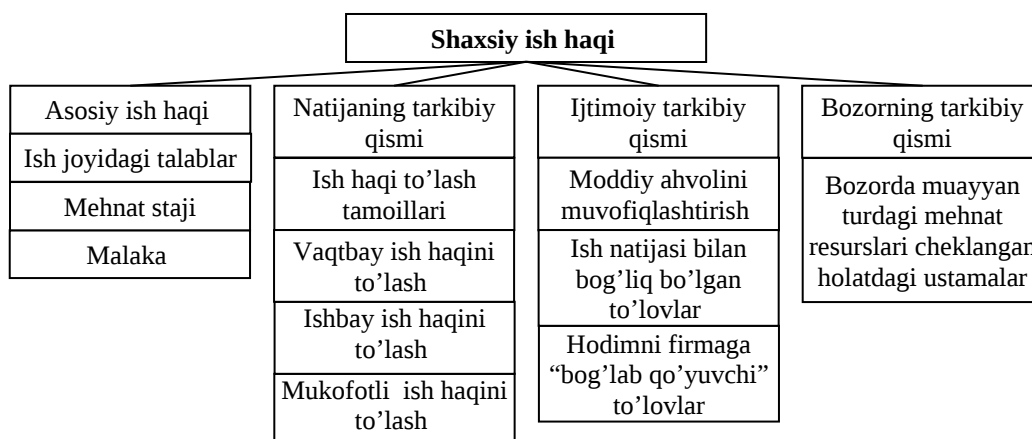 Shaxsiy ish haqi
Asosiy ish haqi
Ish joyidagi talablar
Mehnat staji
Malaka
Natijaning tarkibiy
qismi
Ish haqi to’lash
tamoillari
Vaqtbay ish haqini
to’lash
Ishbay ish haqini
to’lash
Mukofotli ish haqini
to’lash
Ijtimoiy tarkibiy
qismi
Moddiy ahvolini
muvofiqlashtirish
Ish natijasi bilan
bog’liq bo’lgan
to’lovlar
Hodimni firmaga
“bog’lab qo’yuvchi”
to’lovlar
Bozorning tarkibiy
qismi
Bozorda muayyan
turdagi mehnat
resurslari cheklangan
holatdagi ustamalar